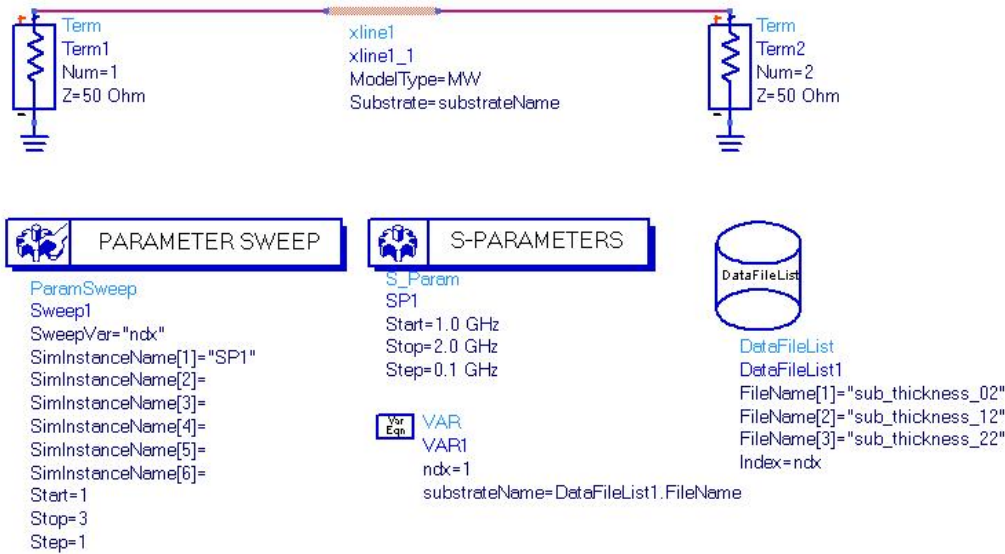 Term
Term1
Num=1
Z=50 Ohm
xline1
xline1_1
ModelType=MW
Substrate=substrateName
Term
Term2
Num=2
Z=50 Ohm
PARAMETER SWEEP
ParamSweep
Sweep1
SweepVar="ndx"
SimInstanceName[1]="SP1"
SimInstanceName[2]=
SimInstanceName[3]=
SimInstanceName[4]=
SimInstanceName[5]=
SimInstanceName[6]=
Start=1
Stop=3
Step=1
S-PARAMETERS
S_Param
SP1
Start=1.0 GHz
Stop=2.0 GHz
Step=0.1 GHz
Var
Eqn
VAR
VAR1
ndx=1
substrateName=DataFileList1.FileName
DataFileList
DataFileList
DataFileList1
FileName[1]="sub_thickness_02"
FileName[2]="sub_thickness_12"
FileName[3]="sub_thickness_22"
Index=ndx